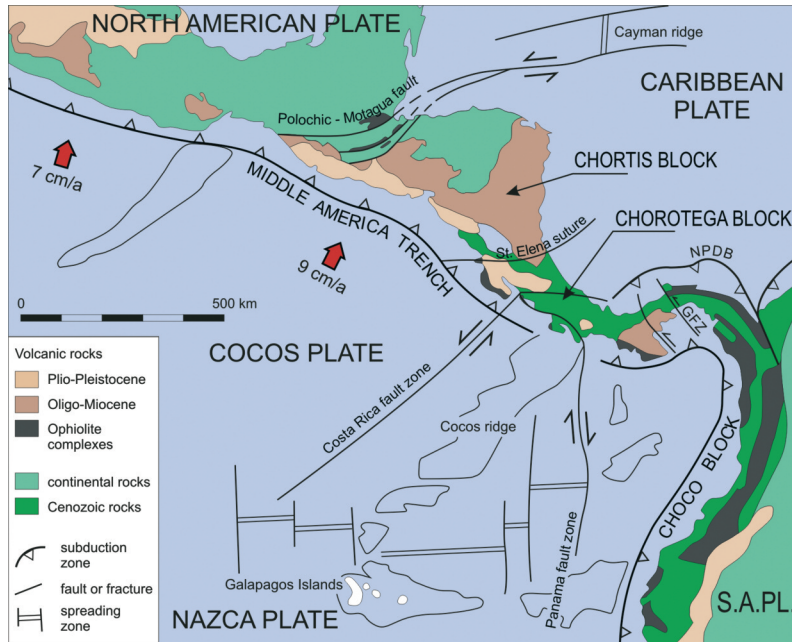 NORTH AMERICAN PLATE
Cayman ridge
CARIBBEAN
PLATE
Polochic - Motagua fault
CHORTIS BLOCK
7 cm/a
MIDDLE AMERICA TRENCH
CHOROTEGA BLOCK
St. Elena suture
9 cm/a
NPDB
GFZ
0
500 km
COCOS PLATE
Volcanic rocks
Plio-Pleistocene
Oligo-Miocene
Ophiolite
complexes
continental rocks
Cenozoic rocks
subduction
zone
fault or fracture
spreading
zone
Costa Rica fault zone
Cocos ridge
CHOCO BLOCK
Panama fault zone
Galapagos Islands
NAZCA PLATE
S.A.PL.